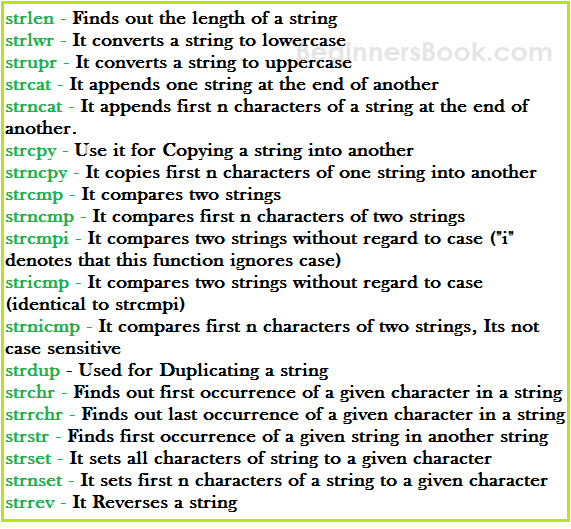 strlen - Finds out the length of a string
strlwr - It converts a string to lowercase
BeginnersBook.com
strupr - It converts a string to uppercase
strcat - It appends one string at the end of another
strncat - It appends first n characters of a string at the end of
another.
strcpy - Use it for Copying a string into another
strncpy - It copies first n characters of one string into another
strcmp - It compares two strings
strncmp - It compares first n characters of two strings
strcmpi - It compares two strings without regard to case ("i"
denotes that this function ignores case)
stricmp - It compares two strings without regard to case
(identical to strcmpi)
strnicmp - It compares first n characters of two strings, Its not
case sensitive
strdup - Used for Duplicating a string
strchr - Finds out first occurrence of a given character in a string
strrchr - Finds out last occurrence of a given character in a string
strstr - Finds first occurrence of a given string in another string
strset - It sets all characters of string to a given character
strnset - It sets first n characters of a string to a given character
strrev - It Reverses a string